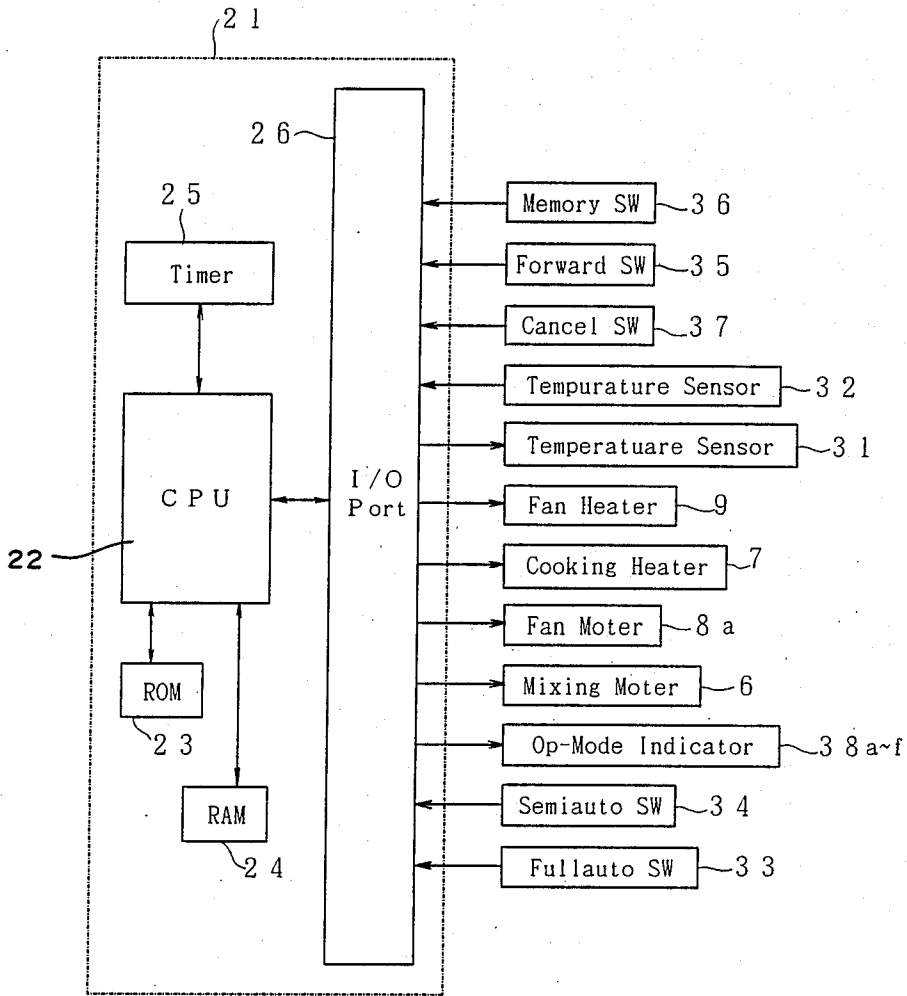 21
26
25
Timer
Memory SW 36
Forward SW 35
Cancel SW 37
Tempurature Sensor 32
Temperatuare Sensor 31
CPU
I/O
Port
Fan Heater 9
22
Cooking Heater 7
Fan Moter 8a
ROM
Mixing Moter 6
23
Op-Mode Indicator 38a~f
RAM
Semiauto SW 34
24
Fullauto SW 33